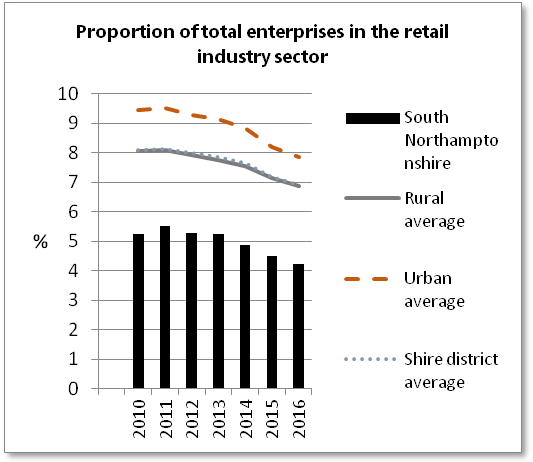 Proportion of total enterprises in the retail
industry sector
10
9
8
7
6
5
4
3
2
1
0
%
2010
2011
2012
2013
2014
2015
2016
South
Northampto
nshire
Rural
average
Urban
average
Shire district
average